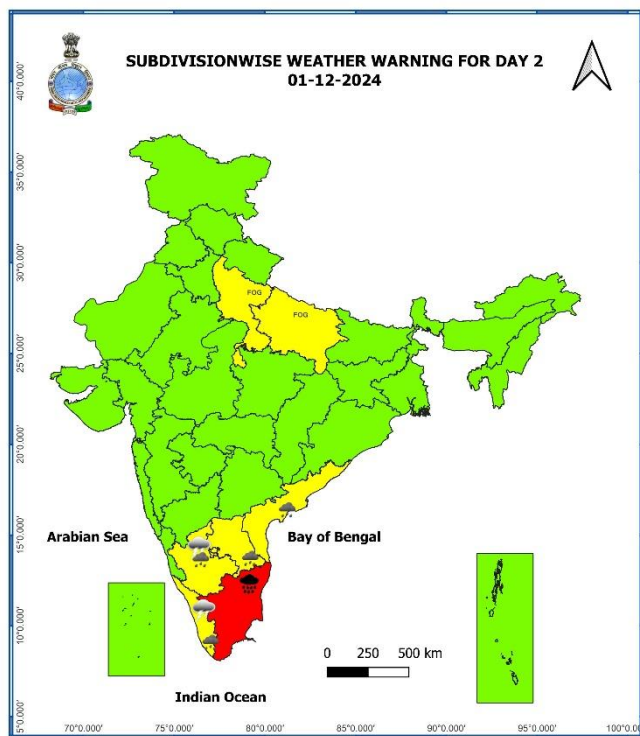 SUBDIVISIONWISE WEATHER WARNING FOR DAY 2
01-12-2024
40°0.000'
35°0.000'
30°0.000'
FOG
FOG
25°0.000'
20°0.000'
Arabian Sea
Bay of Bengal
15°0.000'
10°0.000'
0 250 500 km
Indian Ocean
5°0.000'
70°0.000' 75°0.000' 80°0.000' 85°0.000' 90°0.000' 95°0.000' 100°0.000'